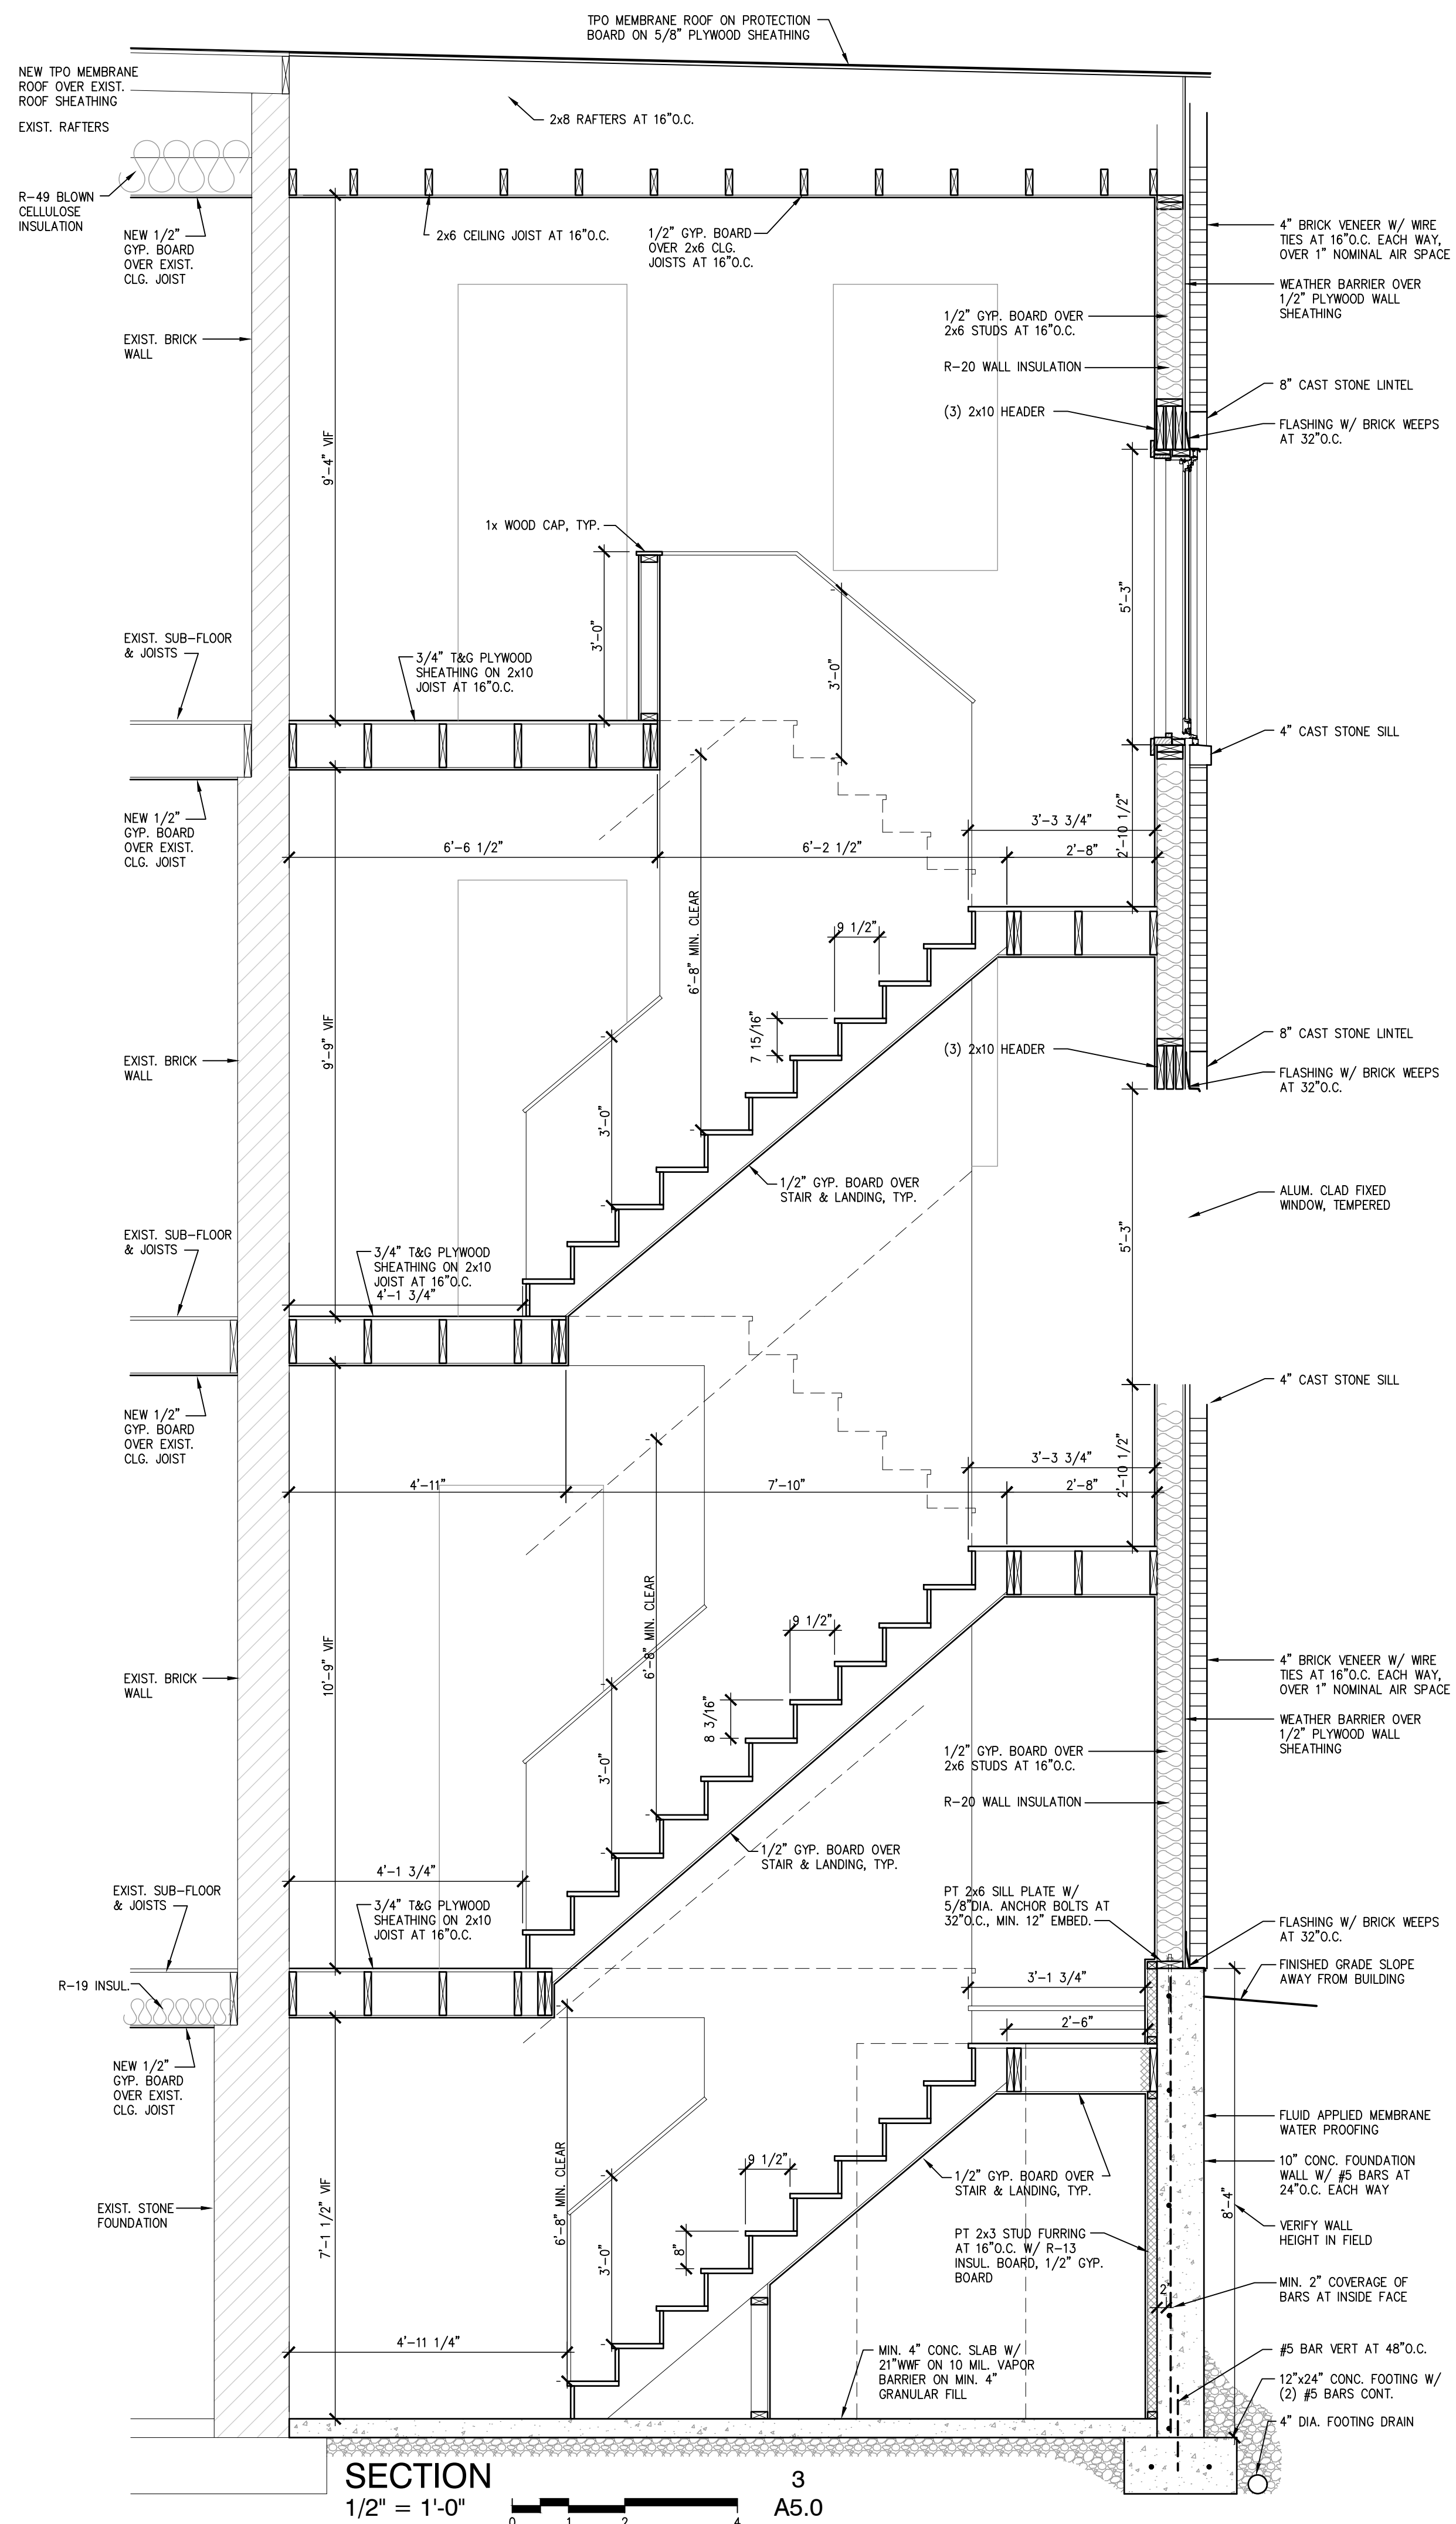 TPO MEMBRANE ROOF ON PROTECTION
BOARD ON 5/8" PLYWOOD SHEATHING
NEW TPO MEMBRANE
ROOF OVER EXIST.
ROOF SHEATHING
EXIST. RAFTERS
2x8 RAFTERS AT 16"O.C.
R-49 BLOWN
CELLULOSE
INSULATION
NEW 1/2"
GYP. BOARD
OVER EXIST.
CLG. JOIST
2x6 CEILING JOIST AT 16"O.C.
1/2" GYP. BOARD
OVER 2x6 CLG.
JOISTS AT 16"O.C.
4" BRICK VENEER W/ WIRE
TIES AT 16"O.C. EACH WAY,
OVER 1" NOMINAL AIR SPACE
WEATHER BARRIER OVER
1/2" PLYWOOD WALL
SHEATHING
1/2" GYP. BOARD OVER
2x6 STUDS AT 16"O.C.
EXIST. BRICK
WALL
R-20 WALL INSULATION
8" CAST STONE LINTEL
(3) 2x10 HEADER
FLASHING W/ BRICK WEEPS
AT 32"O.C.
9'-4" VIF
1x WOOD CAP, TYP.
5'-3"
3'-0"
3'-0"
EXIST. SUB-FLOOR
& JOISTS
3/4" T&G PLYWOOD
SHEATHING ON 2x10
JOIST AT 16"O.C.
4" CAST STONE SILL
NEW 1/2"
GYP. BOARD
OVER EXIST.
CLG. JOIST
3'-3 3/4"
2'-10 1/2"
6'-6 1/2"
6'-2 1/2"
2'-8"
6'-8" MIN. CLEAR
9 1/2"
7 15/16"
9'-9" VIF
EXIST. BRICK
WALL
(3) 2x10 HEADER
8" CAST STONE LINTEL
FLASHING W/ BRICK WEEPS
AT 32"O.C.
3'-0"
1/2" GYP. BOARD OVER
STAIR & LANDING, TYP.
ALUM. CLAD FIXED
WINDOW, TEMPERED
5'-3"
EXIST. SUB-FLOOR
& JOISTS
3/4" T&G PLYWOOD
SHEATHING ON 2x10
JOIST AT 16"O.C.
4'-1 3/4"
4" CAST STONE SILL
NEW 1/2"
GYP. BOARD
OVER EXIST.
CLG. JOIST
3'-3 3/4"
2'-10 1/2"
4'-11"
7'-10"
2'-8"
6'-8" MIN. CLEAR
9 1/2"
8 3/16"
10'-9" VIF
EXIST. BRICK
WALL
4" BRICK VENEER W/ WIRE
TIES AT 16"O.C. EACH WAY,
OVER 1" NOMINAL AIR SPACE
WEATHER BARRIER OVER
1/2" PLYWOOD WALL
SHEATHING
1/2" GYP. BOARD OVER
2x6 STUDS AT 16"O.C.
3'-0"
R-20 WALL INSULATION
1/2" GYP. BOARD OVER
STAIR & LANDING, TYP.
4'-1 3/4"
EXIST. SUB-FLOOR
& JOISTS
3/4" T&G PLYWOOD
SHEATHING ON 2x10
JOIST AT 16"O.C.
PT 2x6 SILL PLATE W/
5/8"DIA. ANCHOR BOLTS AT
32"O.C., MIN. 12" EMBED.
FLASHING W/ BRICK WEEPS
AT 32"O.C.
FINISHED GRADE SLOPE
AWAY FROM BUILDING
R-19 INSUL.
3'-1 3/4"
2'-6"
NEW 1/2"
GYP. BOARD
OVER EXIST.
CLG. JOIST
FLUID APPLIED MEMBRANE
WATER PROOFING
6'-8" MIN. CLEAR
9 1/2"
1/2" GYP. BOARD OVER
STAIR & LANDING, TYP.
10" CONC. FOUNDATION
WALL W/ #5 BARS AT
24"O.C. EACH WAY
8'-4"
EXIST. STONE
FOUNDATION
7'-1 1/2" VIF
3'-0"
8"
PT 2x3 STUD FURRING
AT 16"O.C. W/ R-13
INSUL. BOARD, 1/2" GYP.
BOARD
VERIFY WALL
HEIGHT IN FIELD
2"
MIN. 2" COVERAGE OF
BARS AT INSIDE FACE
4'-11 1/4"
MIN. 4" CONC. SLAB W/
21"WWF ON 10 MIL. VAPOR
BARRIER ON MIN. 4"
GRANULAR FILL
#5 BAR VERT AT 48"O.C.
12"x24" CONC. FOOTING W/
(2) #5 BARS CONT.
4" DIA. FOOTING DRAIN
SECTION
1/2" = 1'-0"
3
A5.0
0 1 2 4